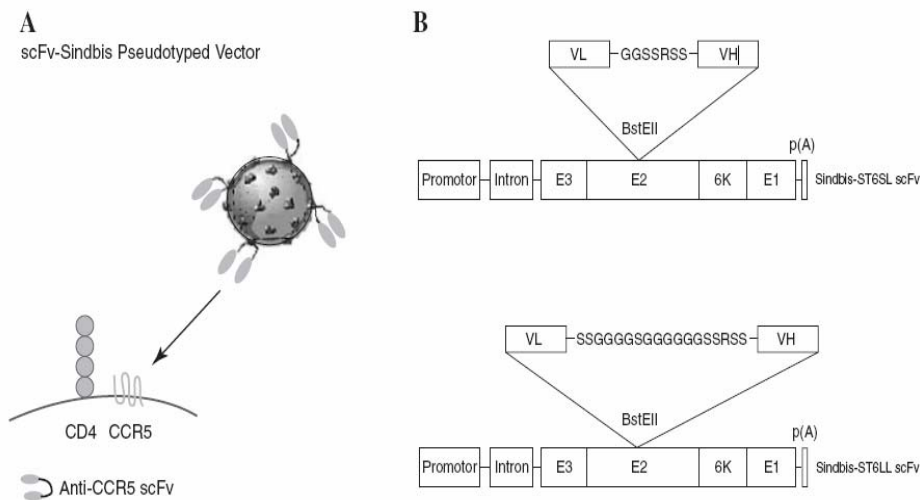 A
scFv-Sindbis Pseudotyped Vector
CD4 CCR5
Anti-CCR5 scFv
B
VL GGSSRSS VH
BstEII
p(A)
Promotor Intron E3 E2 6K E1 Sindbis-ST6SL scFv
VL SSGGGGSGGGGGGSSRSS VH
BstEII
p(A)
Promotor Intron E3 E2 6K E1 Sindbis-ST6LL scFv